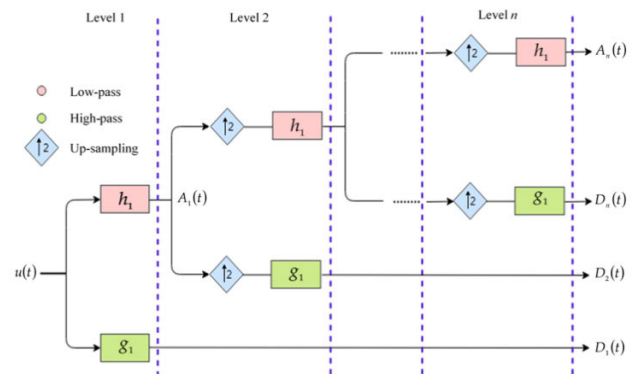 Level 1
Level 2
Level n
Low-pass
High-pass
↑2 Up-sampling
↑2
h₁
↑2
h₁
Aₙ(t)
h₁
A₁(t)
↑2
g₁
Dₙ(t)
u(t)
↑2
g₁
D₂(t)
g₁
D₁(t)